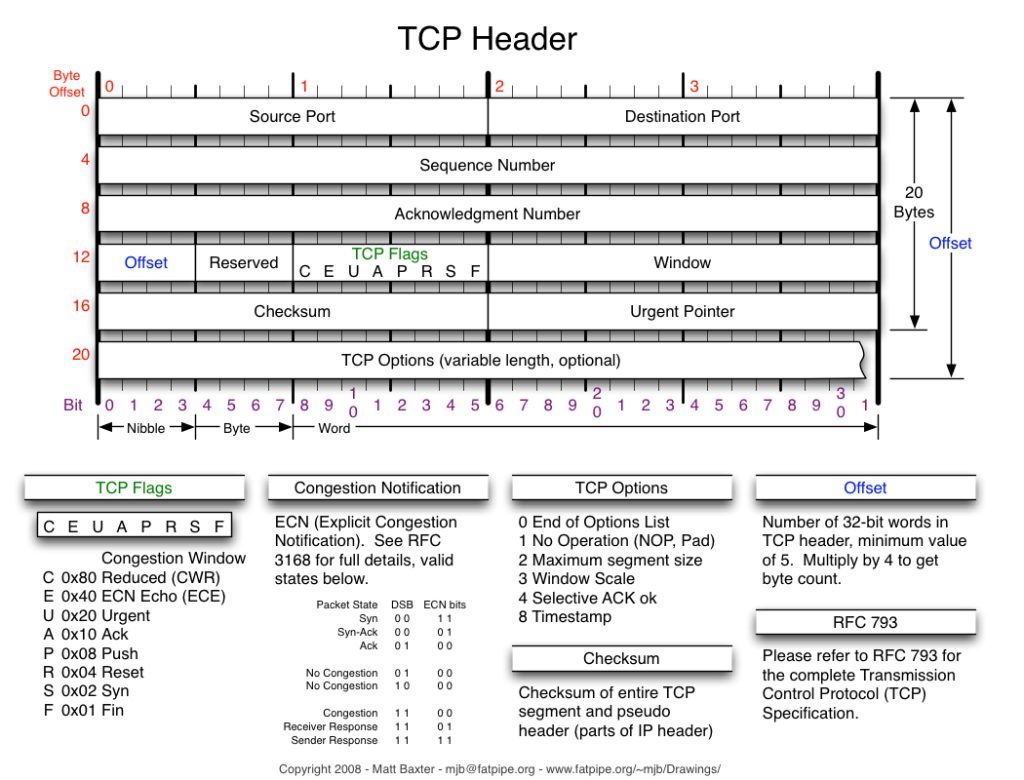 TCP Header
Byte
Offset
0 1 2 3
0 Source Port Destination Port
4 Sequence Number
8 Acknowledgment Number
20
Bytes
Offset
12 Offset Reserved TCP Flags Window
C E U A P R S F
16 Checksum Urgent Pointer
20 TCP Options (variable length, optional)
Bit 0 1 2 3 4 5 6 7 8 9 10 1 2 3 4 5 6 7 8 9 20 1 2 3 4 5 6 7 8 9 30 1
Nibble Byte Word
TCP Flags
C E U A P R S F
Congestion Window
C 0x80 Reduced (CWR)
E 0x40 ECN Echo (ECE)
U 0x20 Urgent
A 0x10 Ack
P 0x08 Push
R 0x04 Reset
S 0x02 Syn
F 0x01 Fin
Congestion Notification
ECN (Explicit Congestion
Notification). See RFC
3168 for full details, valid
states below.
Packet State DSB ECN bits
Syn 0 0 1 1
Syn-Ack 0 0 0 1
Ack 0 1 0 0
No Congestion 0 1 0 0
No Congestion 1 0 0 0
Congestion 1 1 0 0
Receiver Response 1 1 0 1
Sender Response 1 1 1 1
TCP Options
0 End of Options List
1 No Operation (NOP, Pad)
2 Maximum segment size
3 Window Scale
4 Selective ACK ok
8 Timestamp
Checksum
Checksum of entire TCP
segment and pseudo
header (parts of IP header)
Offset
Number of 32-bit words in
TCP header, minimum value
of 5. Multiply by 4 to get
byte count.
RFC 793
Please refer to RFC 793 for
the complete Transmission
Control Protocol (TCP)
Specification.
Copyright 2008 - Matt Baxter - mjb@fatpipe.org - www.fatpipe.org/~mjb/Drawings/